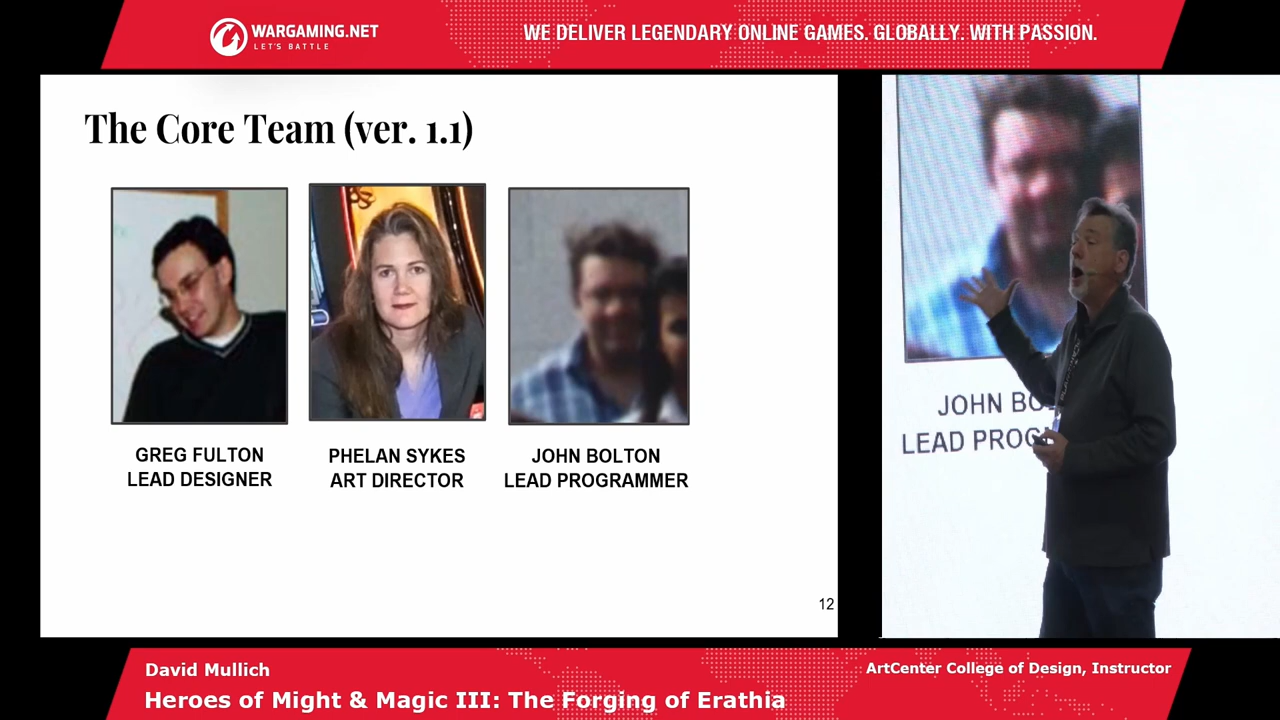 WARGAMING.NET
LET'S BATTLE
WE DELIVER LEGENDARY ONLINE GAMES. GLOBALLY. WITH PASSION.
The Core Team (ver. 1.1)
GREG FULTON
LEAD DESIGNER
PHELAN SYKES
ART DIRECTOR
JOHN BOLTON
LEAD PROGRAMMER
12
JOHN BO
LEAD PROG
David Mullich
ArtCenter College of Design, Instructor
Heroes of Might & Magic III: The Forging of Erathia